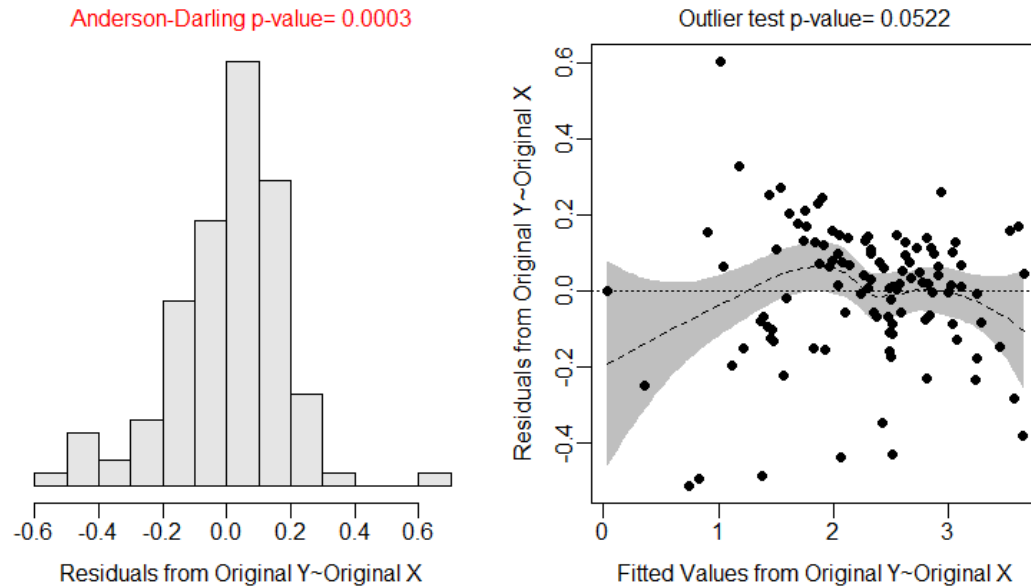 Anderson-Darling p-value= 0.0003
-0.6 -0.4 -0.2 0.0 0.2 0.4 0.6
Residuals from Original Y~Original X
Outlier test p-value= 0.0522
Residuals from Original Y~Original X
0.6
0.4
0.2
0.0
-0.2
-0.4
0 1 2 3
Fitted Values from Original Y~Original X